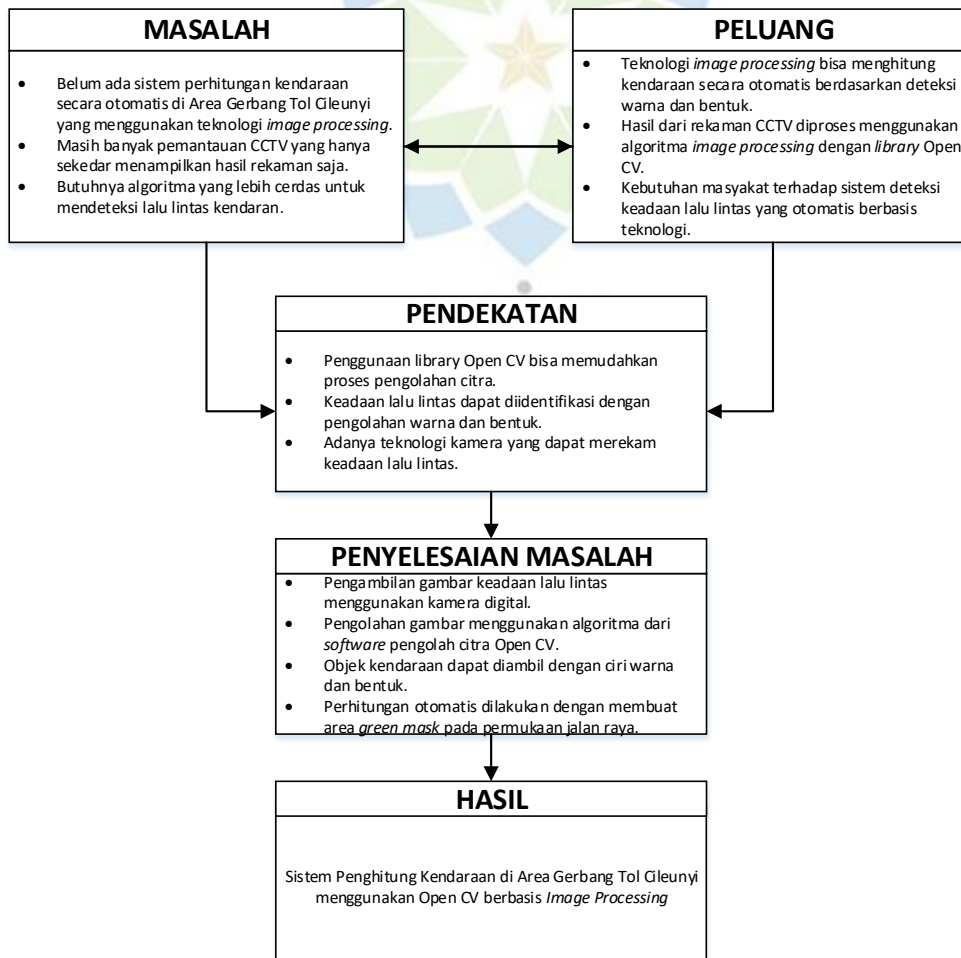 MASALAH
• Belum ada sistem perhitungan kendaraan
secara otomatis di Area Gerbang Tol Cileunyi
yang menggunakan teknologi image processing.
• Masih banyak pemantauan CCTV yang hanya
sekedar menampilkan hasil rekaman saja.
• Butuhnya algoritma yang lebih cerdas untuk
mendeteksi lalu lintas kendaran.
PELUANG
• Teknologi image processing bisa menghitung
kendaraan secara otomatis berdasarkan deteksi
warna dan bentuk.
• Hasil dari rekaman CCTV diproses menggunakan
algoritma image processing dengan library Open
CV.
• Kebutuhan masyakat terhadap sistem deteksi
keadaan lalu lintas yang otomatis berbasis
teknologi.
PENDEKATAN
• Penggunaan library Open CV bisa memudahkan
proses pengolahan citra.
• Keadaan lalu lintas dapat diidentifikasi dengan
pengolahan warna dan bentuk.
• Adanya teknologi kamera yang dapat merekam
keadaan lalu lintas.
PENYELESAIAN MASALAH
• Pengambilan gambar keadaan lalu lintas
menggunakan kamera digital.
• Pengolahan gambar menggunakan algoritma dari
software pengolah citra Open CV.
• Objek kendaraan dapat diambil dengan ciri warna
dan bentuk.
• Perhitungan otomatis dilakukan dengan membuat
area green mask pada permukaan jalan raya.
HASIL
Sistem Penghitung Kendaraan di Area Gerbang Tol Cileunyi
menggunakan Open CV berbasis Image Processing